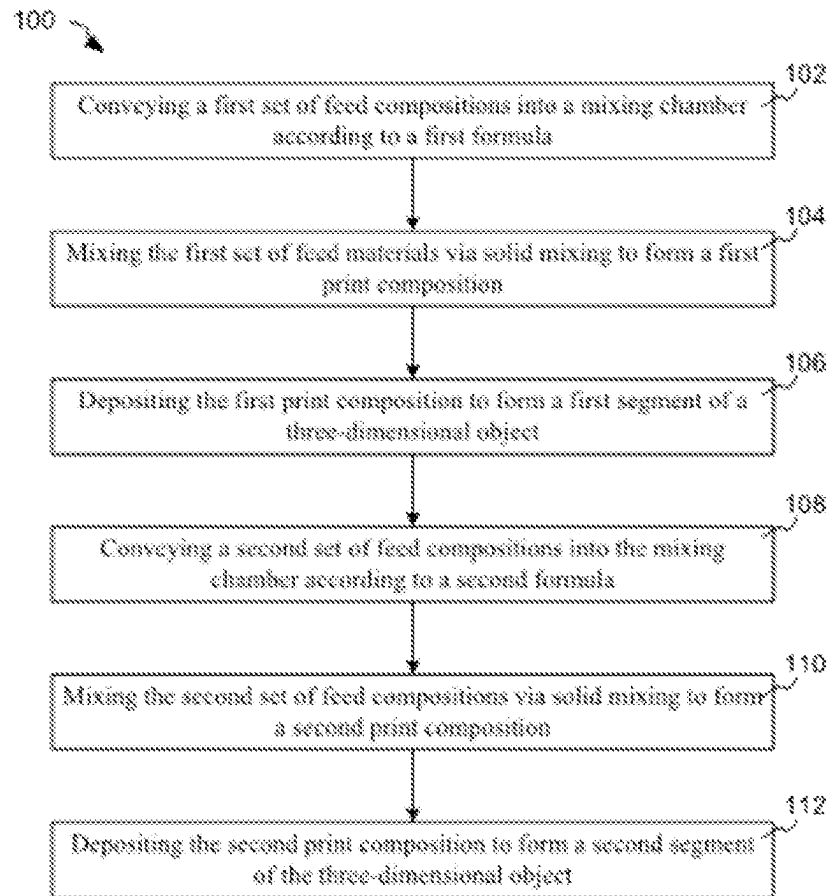 100
102
Conveying a first set of feed compositions into a mixing chamber
according to a first formula
104
Mixing the first set of feed materials via solid mixing to form a first
print composition
106
Depositing the first print composition to form a first segment of a
three-dimensional object
108
Conveying a second set of feed compositions into the mixing
chamber according to a second formula
110
Mixing the second set of feed compositions via solid mixing to form
a second print composition
112
Depositing the second print composition to form a second segment
of the three-dimensional object